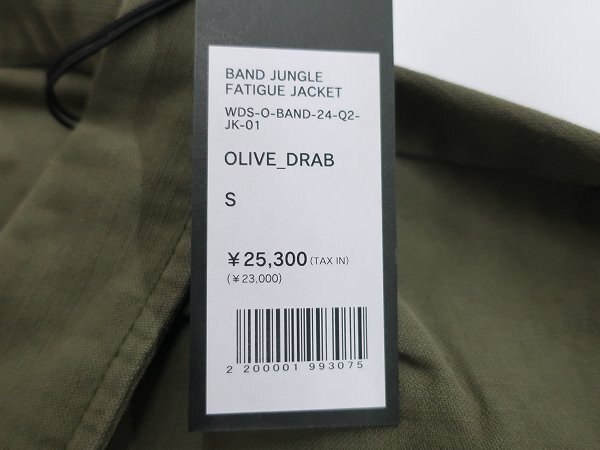 BAND JUNGLE
FATIGUE JACKET
WDS-O-BAND-24-Q2-
JK-01
OLIVE_DRAB
S
￥25,300(TAX IN)
(￥23,000)
2 200001 993075